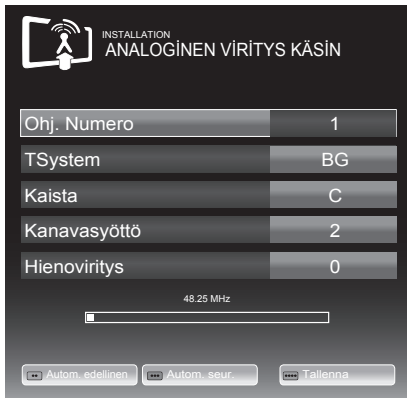 INSTALLATION
ANALOGİNEN VİRİTYS KÄSİN
Ohj. Numero 1
TSystem BG
Kaista C
Kanavasyöttö 2
Hienoviritys 0
48.25 MHz
Autom. edellinen Autom. seur. Tallenna